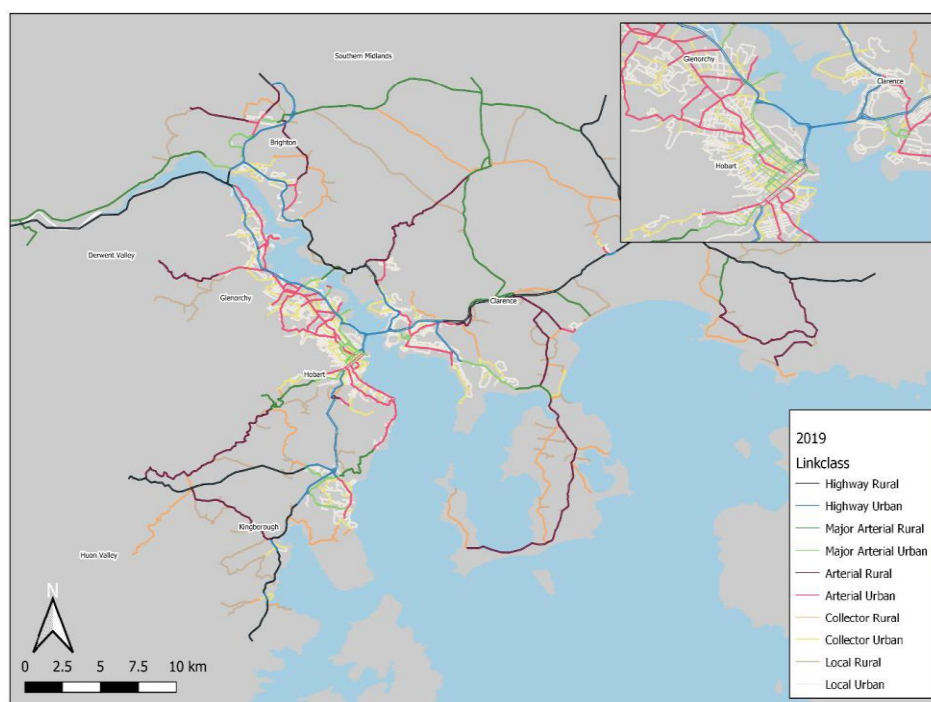 Southern Midlands
Brighton
Derwent Valley
Glenorchy
Clarence
Hobart
Kingborough
Huon Valley
Glenorchy
Clarence
Hobart
N
0 2.5 5 7.5 10 km
2019
Linkclass
Highway Rural
Highway Urban
Major Arterial Rural
Major Arterial Urban
Arterial Rural
Arterial Urban
Collector Rural
Collector Urban
Local Rural
Local Urban